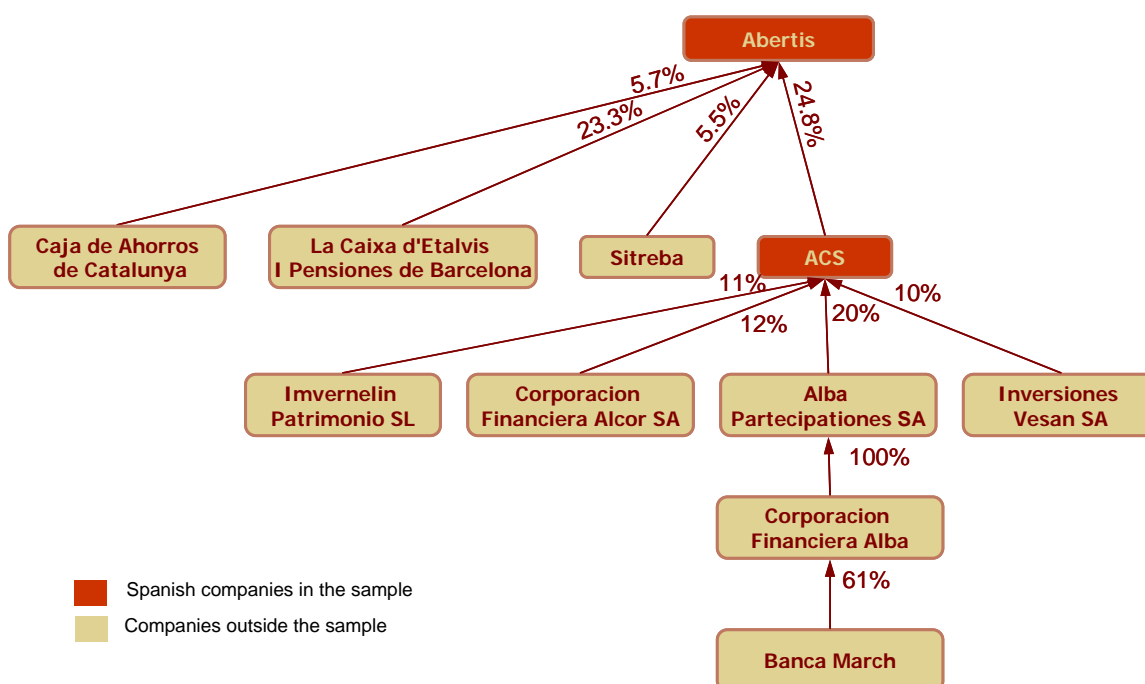 Abertis
5.7%
23.3%
5.5%
24.8%
Caja de Ahorros
de Catalunya
La Caixa d'Etalvis
I Pensiones de Barcelona
Sitreba
ACS
11%
12%
20%
10%
Imvernelin
Patrimonio SL
Corporacion
Financiera Alcor SA
Alba
Partecipationes SA
Inversiones
Vesan SA
100%
Corporacion
Financiera Alba
61%
Banca March
Spanish companies in the sample
Companies outside the sample